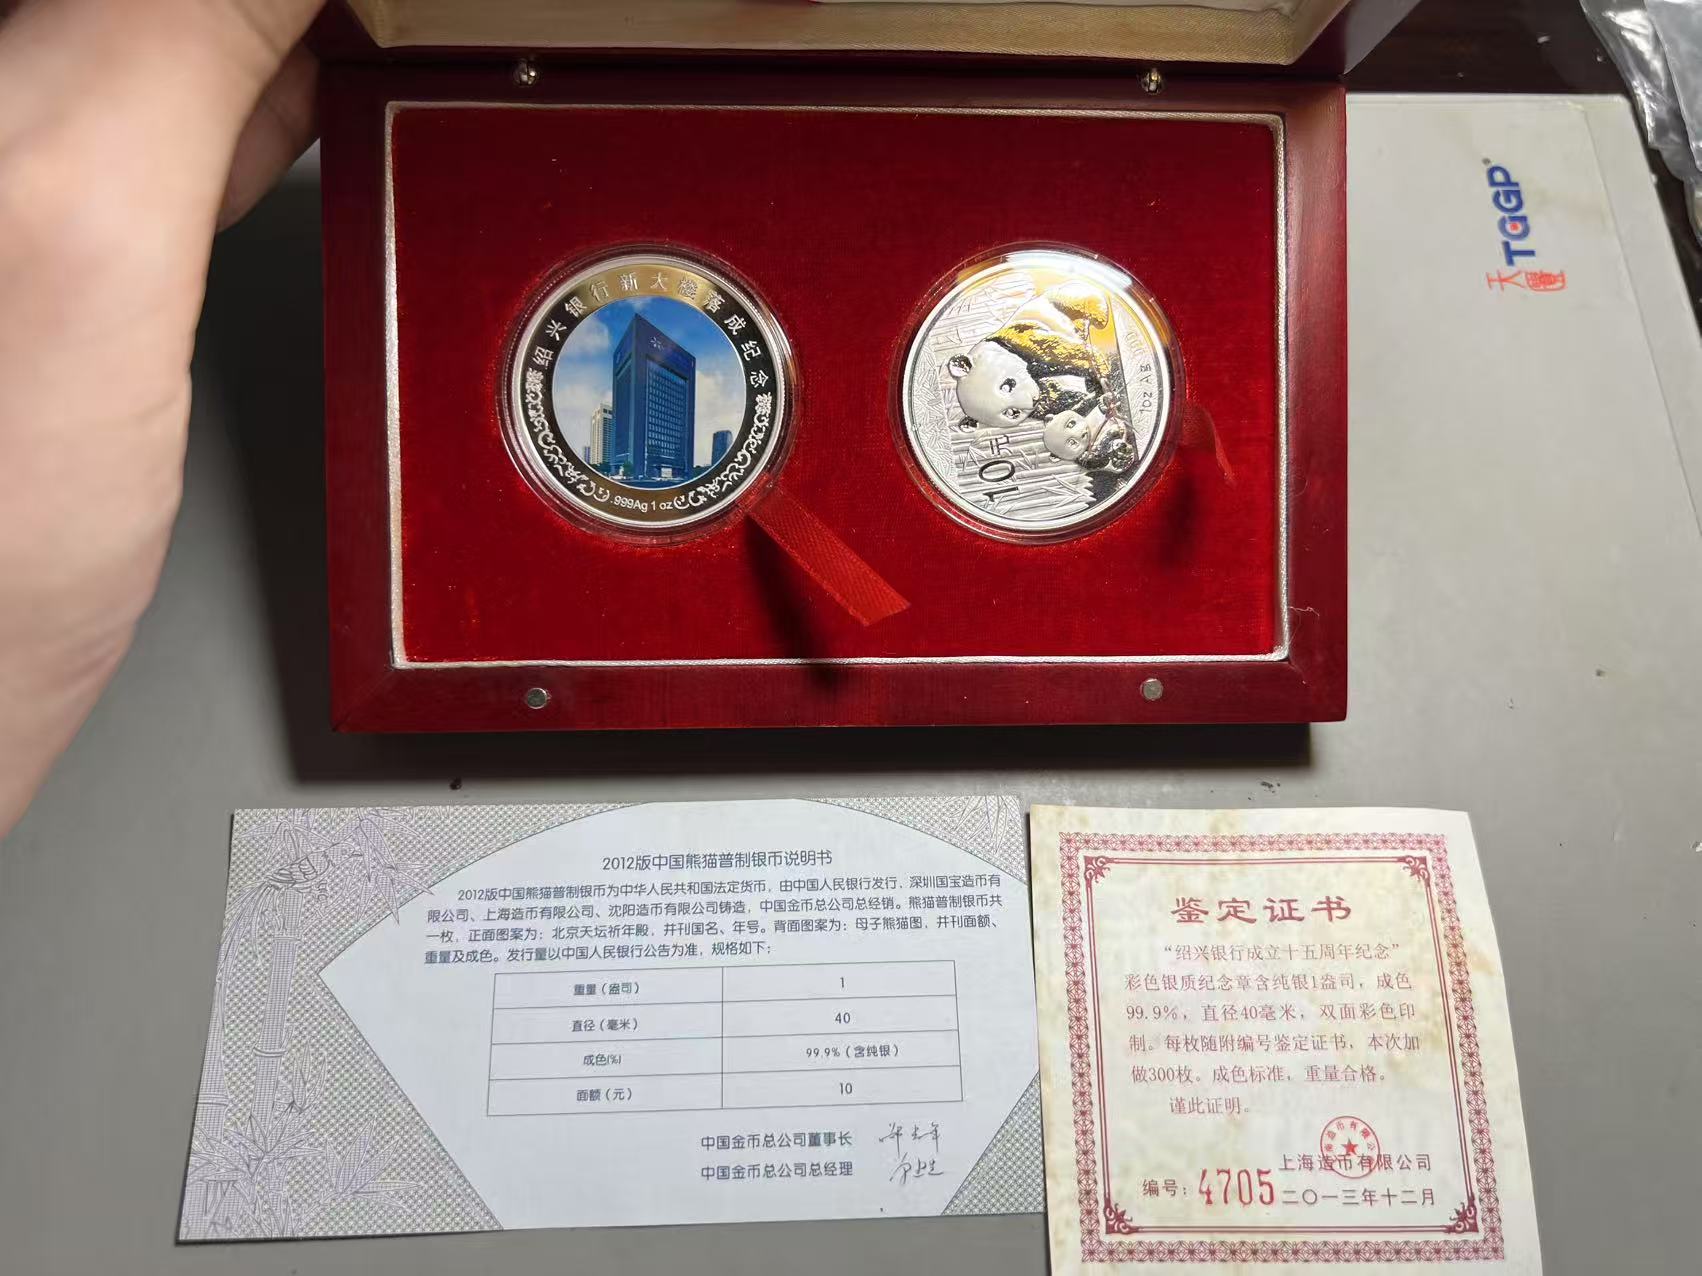 绍兴银行新大楼落成纪念
.999Ag 1 oz
10元
1oz Ag
TGGP
2012版中国熊猫普制银币说明书
2012版中国熊猫普制银币为中华人民共和国法定货币，由中国人民银行发行，深圳国宝造币有
限公司、上海造币有限公司、沈阳造币有限公司铸造，中国金币总公司总经销。熊猫普制银币共
一枚，正面图案为：北京天坛祈年殿，并刊国名、年号。背面图案为：母子熊猫图，并刊面额、
重量及成色。发行量以中国人民银行公告为准，规格如下：
重量（盎司） 1
直径（毫米） 40
成色(%) 99.9%（含纯银）
面额（元） 10
中国金币总公司董事长
中国金币总公司总经理
鉴定证书
“绍兴银行成立十五周年纪念”
彩色银质纪念章含纯银1盎司，成色
99.9%，直径40毫米，双面彩色印
制。每枚随附编号鉴定证书，本次加
做300枚。成色标准，重量合格。
谨此证明。
上海造币有限公司
编号：4705 二〇一三年十二月